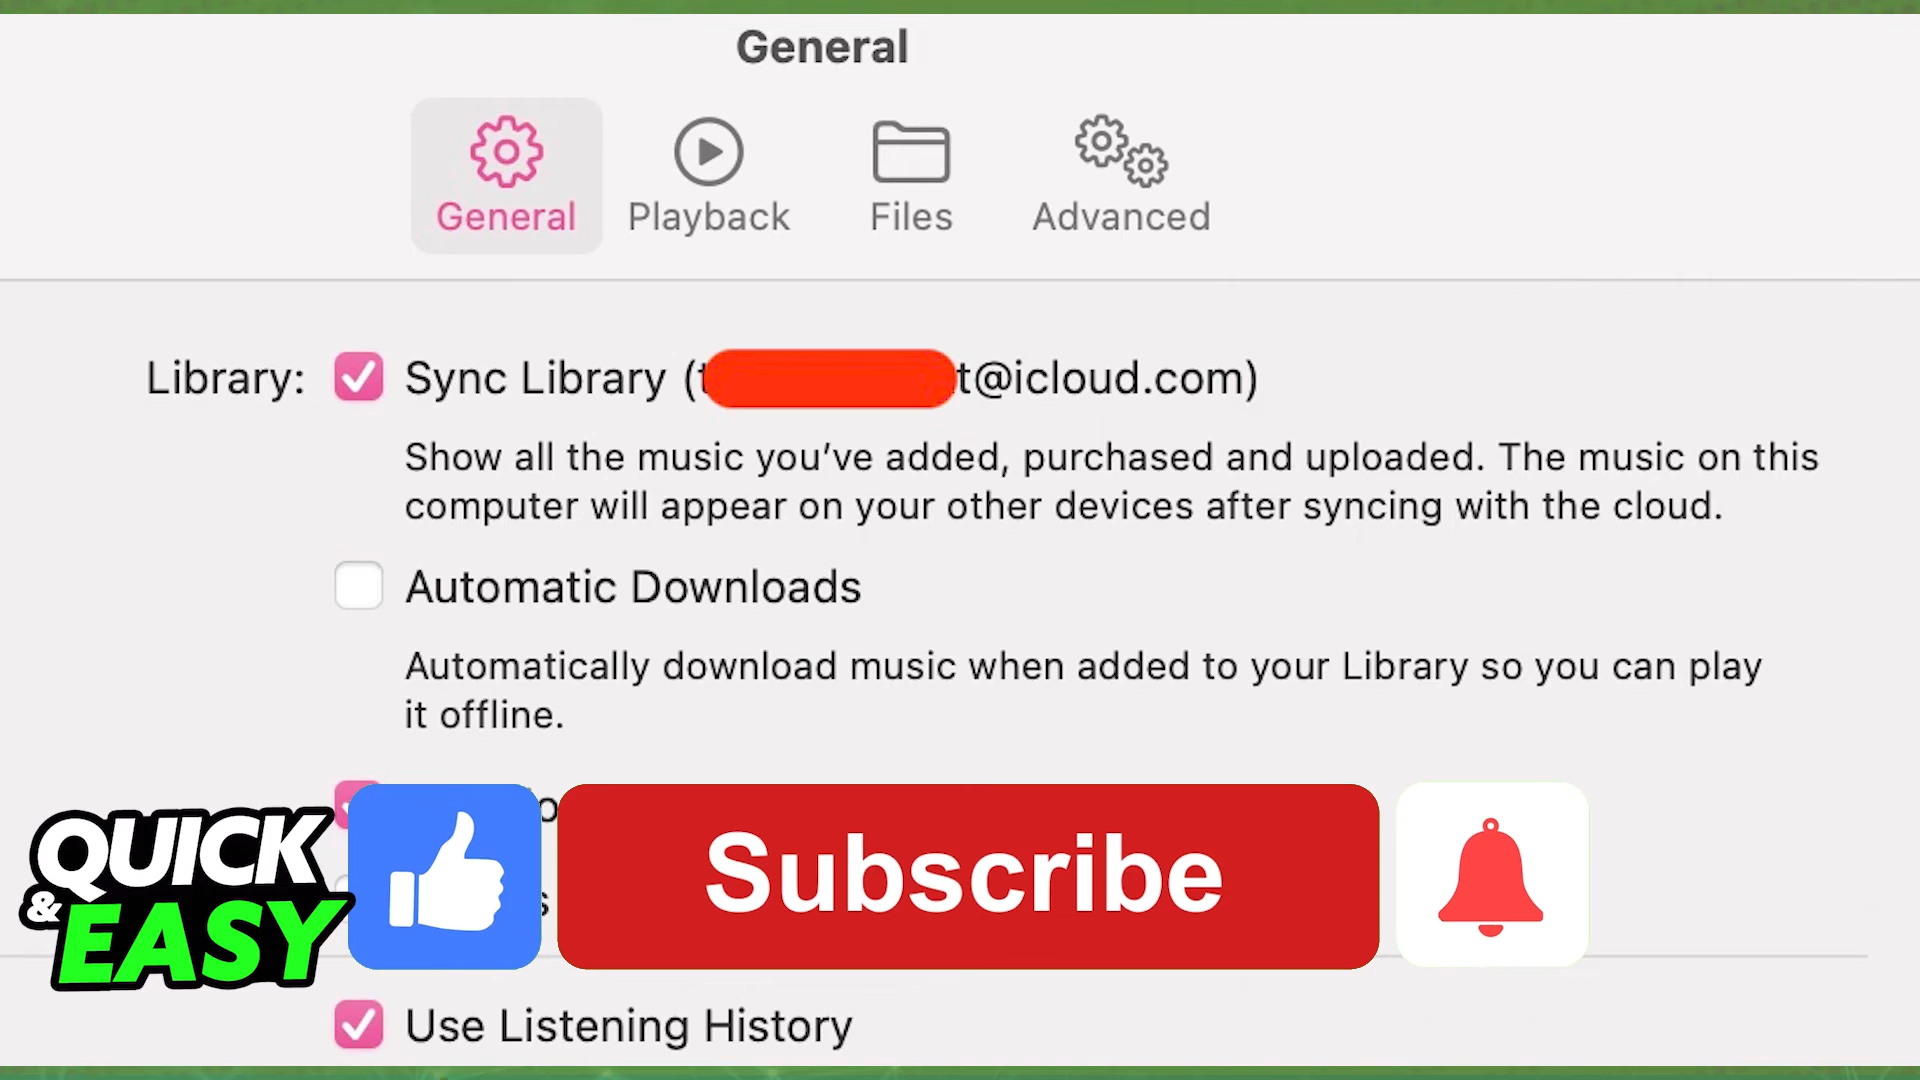 General
General Playback Files Advanced
Library: Sync Library (t@icloud.com)
Show all the music you’ve added, purchased and uploaded. The music on this
computer will appear on your other devices after syncing with the cloud.
Automatic Downloads
Automatically download music when added to your Library so you can play
it offline.
QUICK
& EASY
Subscribe
Use Listening History